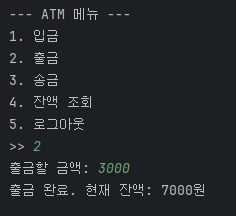 --- ATM 메뉴 ---
1. 입금
2. 출금
3. 송금
4. 잔액 조회
5. 로그아웃
>> 2
출금할 금액: 3000
출금 완료. 현재 잔액: 7000원